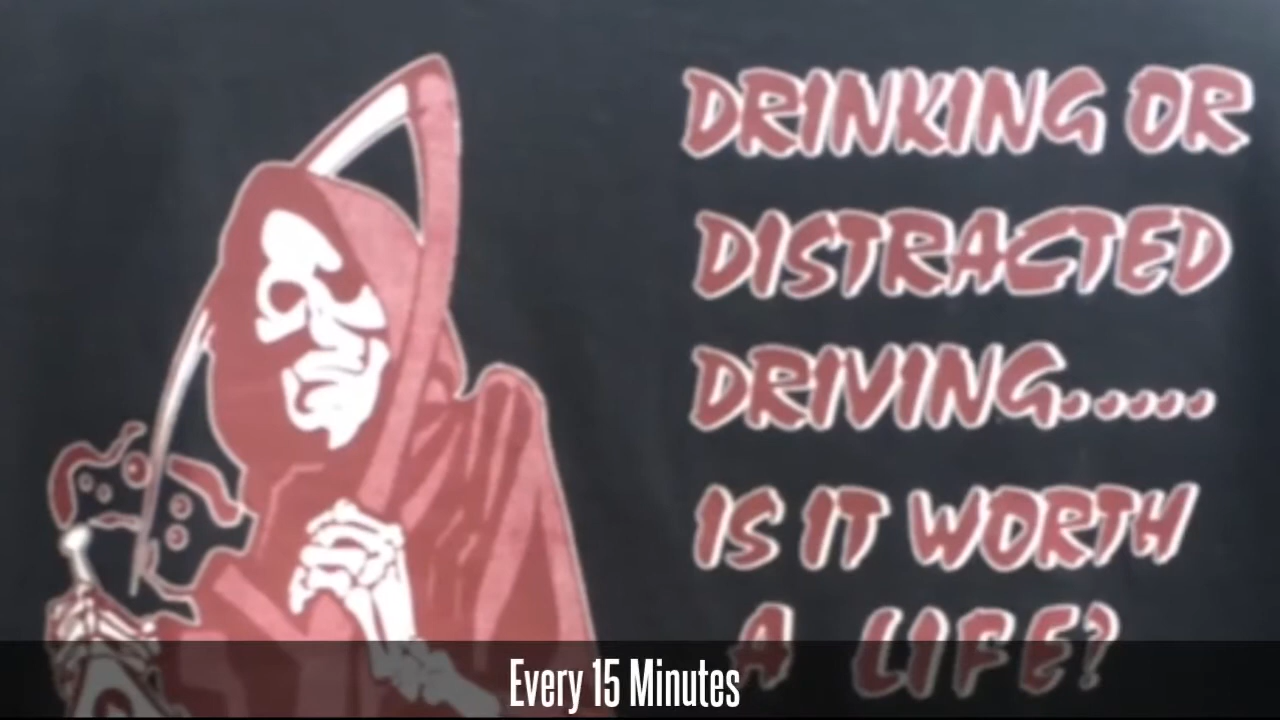 DRINKING OR
DISTRACTED
DRIVING.....
IS IT WORTH
A LIFE?
Every 15 Minutes